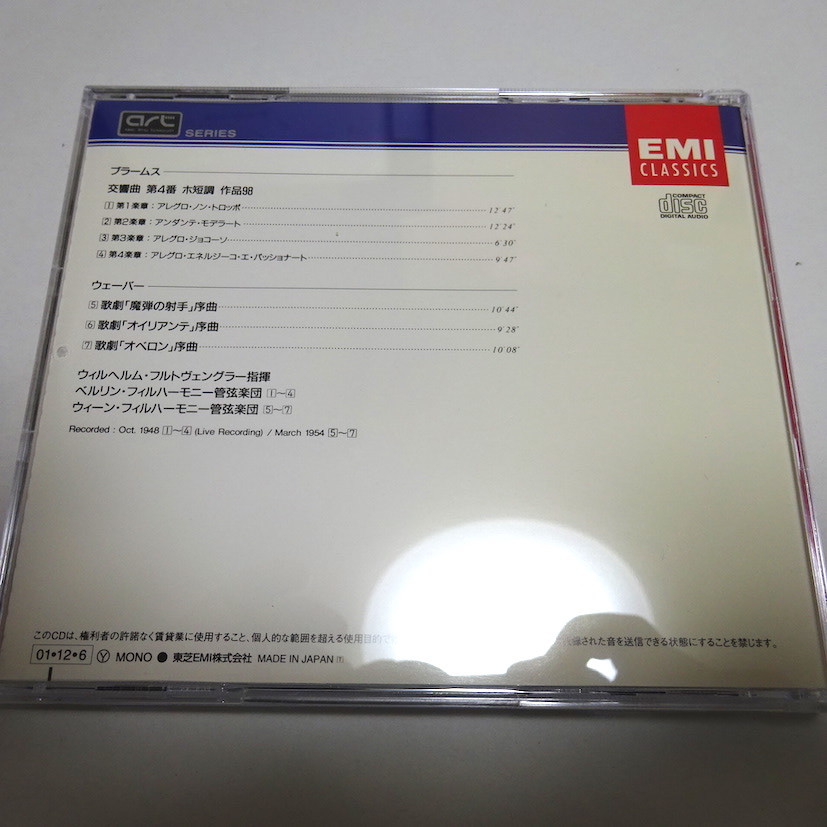 art
SERIES
EMI
CLASSICS
COMPACT
disc
DIGITAL AUDIO
ブラームス
交響曲 第4番 ホ短調 作品98
1 第1楽章：アレグロ・ノン・トロッポ 12'47"
2 第2楽章：アンダンテ・モデラート 12'24"
3 第3楽章：アレグロ・ジョコーソ 6'30"
4 第4楽章：アレグロ・エネルジーコ・エ・パッショナート 9'47"
ウェーバー
5 歌劇「魔弾の射手」序曲 10'44"
6 歌劇「オイリアンテ」序曲 9'28"
7 歌劇「オベロン」序曲 10'08"
ウィルヘルム・フルトヴェングラー指揮
ベルリン・フィルハーモニー管弦楽団 1〜4
ウィーン・フィルハーモニー管弦楽団 5〜7
Recorded : Oct. 1948 1〜4 (Live Recording) / March 1954 5〜7
このCDは、権利者の許諾なく賃貸業に使用すること、個人的な範囲を超える使用目的で された音を送信できる状態にすることを禁じます。
01・12・6 Y MONO ● 東芝EMI株式会社 MADE IN JAPAN T